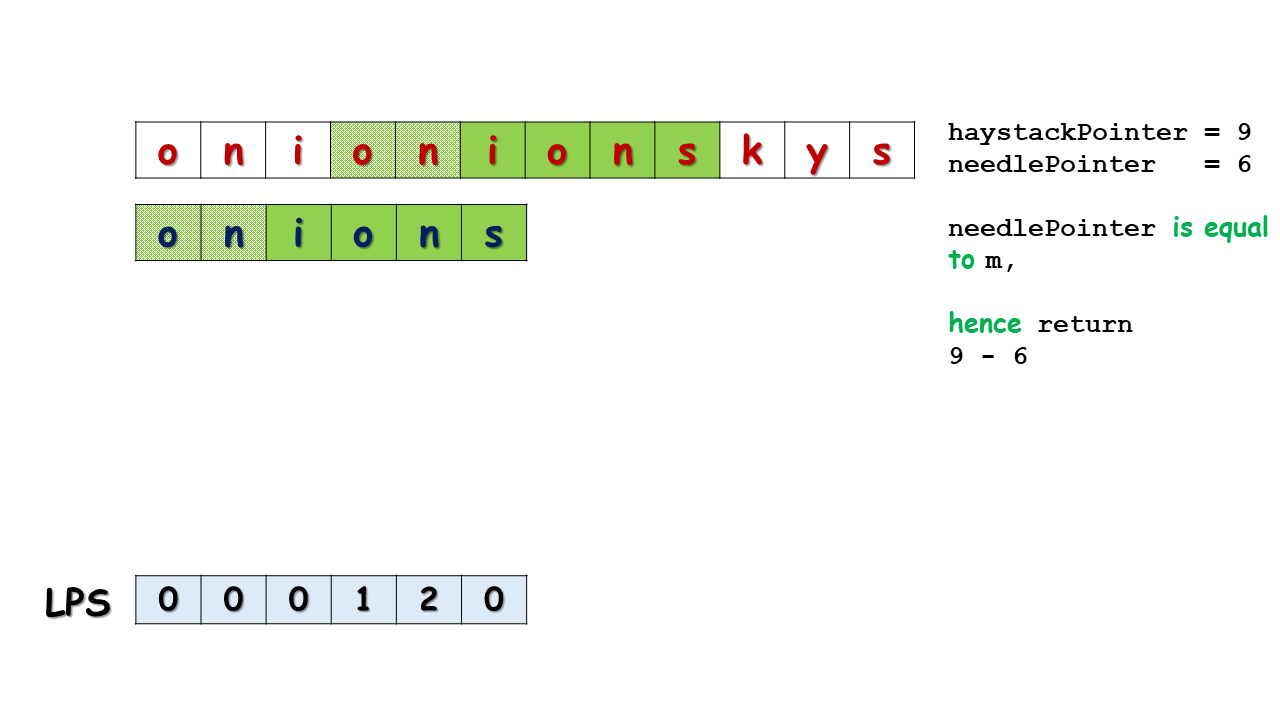 o n i o n i o n s k y s
o n i o n s
haystackPointer = 9
needlePointer   = 6
needlePointer is equal
to m,
hence return
9 - 6
LPS 0 0 0 1 2 0